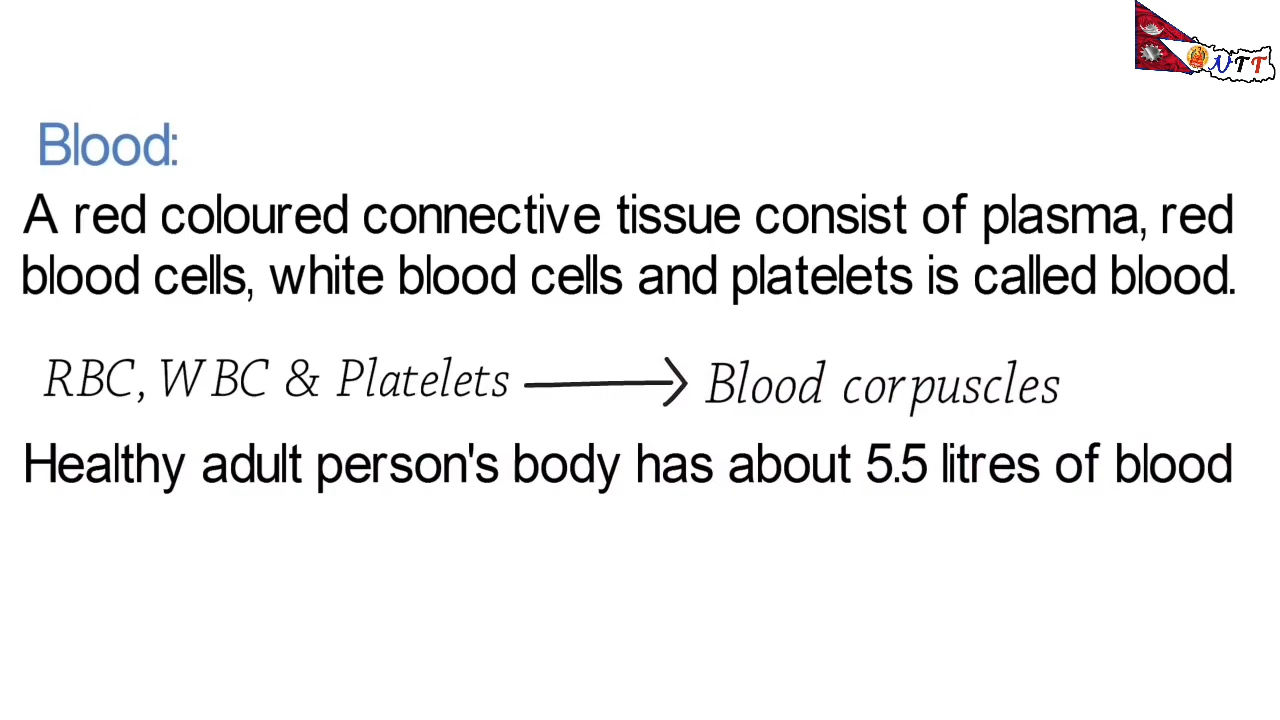 NTT
Blood:
A red coloured connective tissue consist of plasma, red
blood cells, white blood cells and platelets is called blood.
RBC, WBC & Platelets → Blood corpuscles
Healthy adult person's body has about 5.5 litres of blood